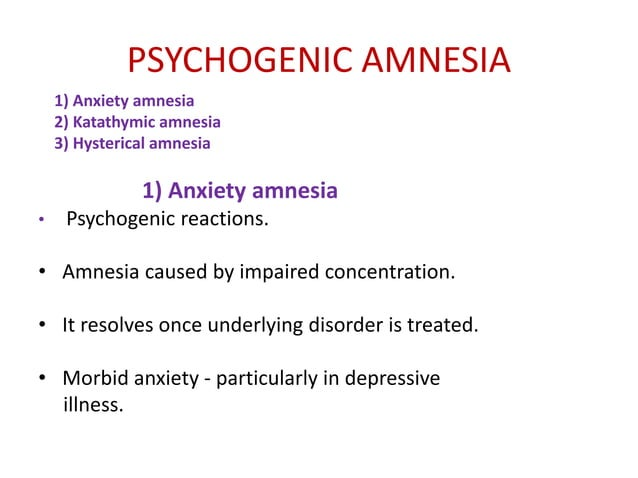 PSYCHOGENIC AMNESIA
1) Anxiety amnesia
2) Katathymic amnesia
3) Hysterical amnesia
1) Anxiety amnesia
• Psychogenic reactions.
• Amnesia caused by impaired concentration.
• It resolves once underlying disorder is treated.
• Morbid anxiety - particularly in depressive
illness.